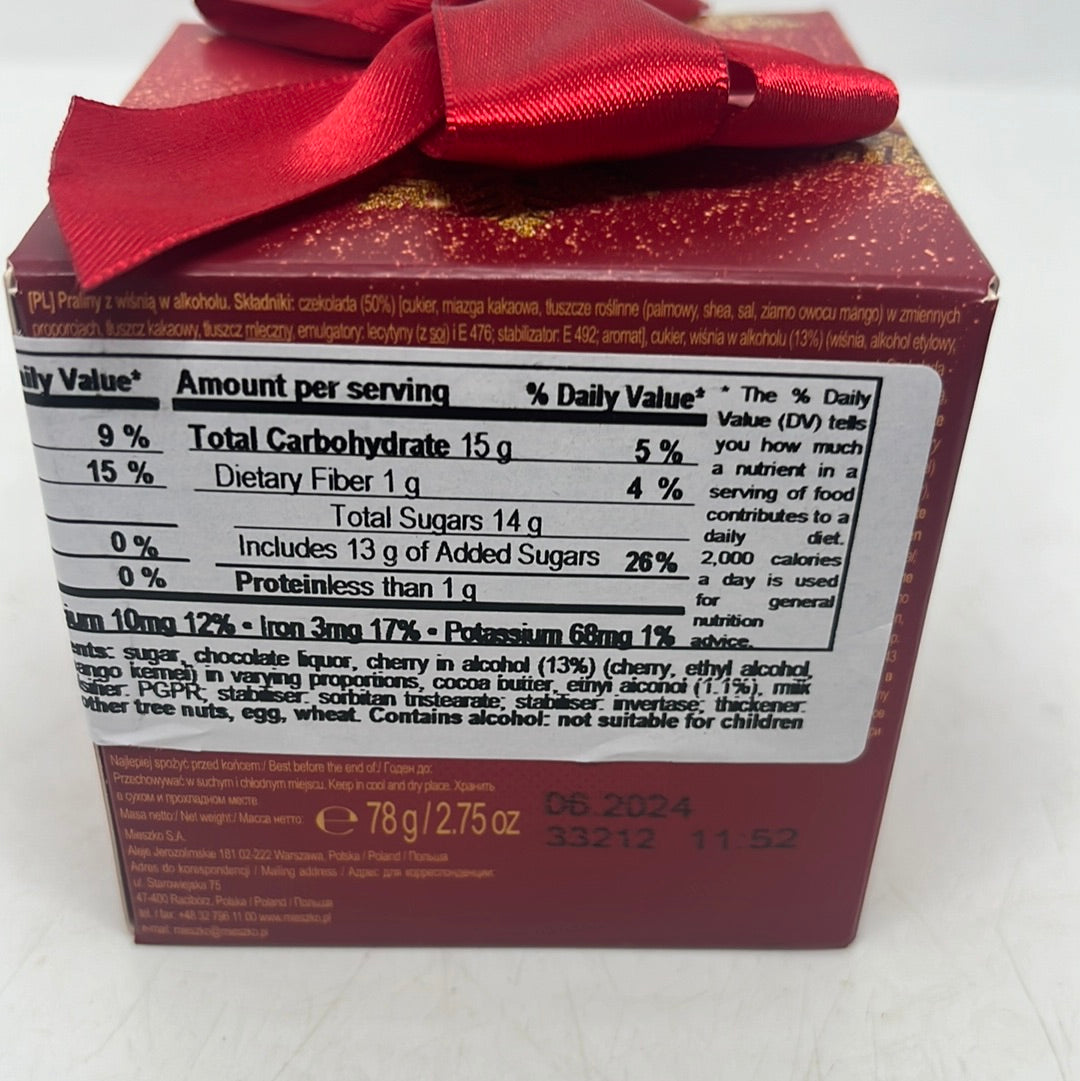 [PL] Praliny z wiśnią w alkoholu. Składniki: czekolada (50%) [cukier, miazga kakaowa, tłuszcze roślinne (palmowy, shea, sal, ziarno owocu mango) w zmiennych
proporcjach, tłuszcz kakaowy, tłuszcz mleczny, emulgatory: lecytyny (z soi) i E 476; stabilizator: E 492; aromat], cukier, wiśnia w alkoholu (13%) (wiśnia, alkohol etylowy,
ily Value*
9 %
15 %
0 %
0 %
Amount per serving % Daily Value*
Total Carbohydrate 15 g 5 %
Dietary Fiber 1 g 4 %
Total Sugars 14 g
Includes 13 g of Added Sugars 26%
Proteinless than 1 g
ium 10mg 12% • Iron 3mg 17% • Potassium 68mg 1%
* The % Daily
Value (DV) tells
you how much
a nutrient in a
serving of food
contributes to a
daily diet.
2,000 calories
a day is used
for general
nutrition
advice.
ents: sugar, chocolate liquor, cherry in alcohol (13%) (cherry, ethyl alcohol,
ango kernel) in varying proportions, cocoa butter, ethyl alcohol (1.1%), milk
PGPR; stabiliser: sorbitan tristearate; stabiliser: invertase; thickener:
other tree nuts, egg, wheat. Contains alcohol: not suitable for children
Najlepiej spożyć przed końcem:/ Best before the end of:/ Годен до:
Przechowywać w suchym i chłodnym miejscu. Keep in cool and dry place. Хранить
в сухом и прохладном месте
Masa netto:/ Net weight:/ Масса нетто: ℮ 78 g/2.75 oz
06.2024
33212 11:52
Mieszko S.A.
Aleje Jerozolimskie 181 02-222 Warszawa, Polska / Poland / Польша
Adres do korespondencji / Mailing address / Адрес для корреспонденции:
ul. Starowiejska 75
47-400 Racibórz, Polska / Poland / Польша
tel. / fax: +48 32 796 11 00 www.mieszko.pl
e-mail: mieszko@mieszko.pl